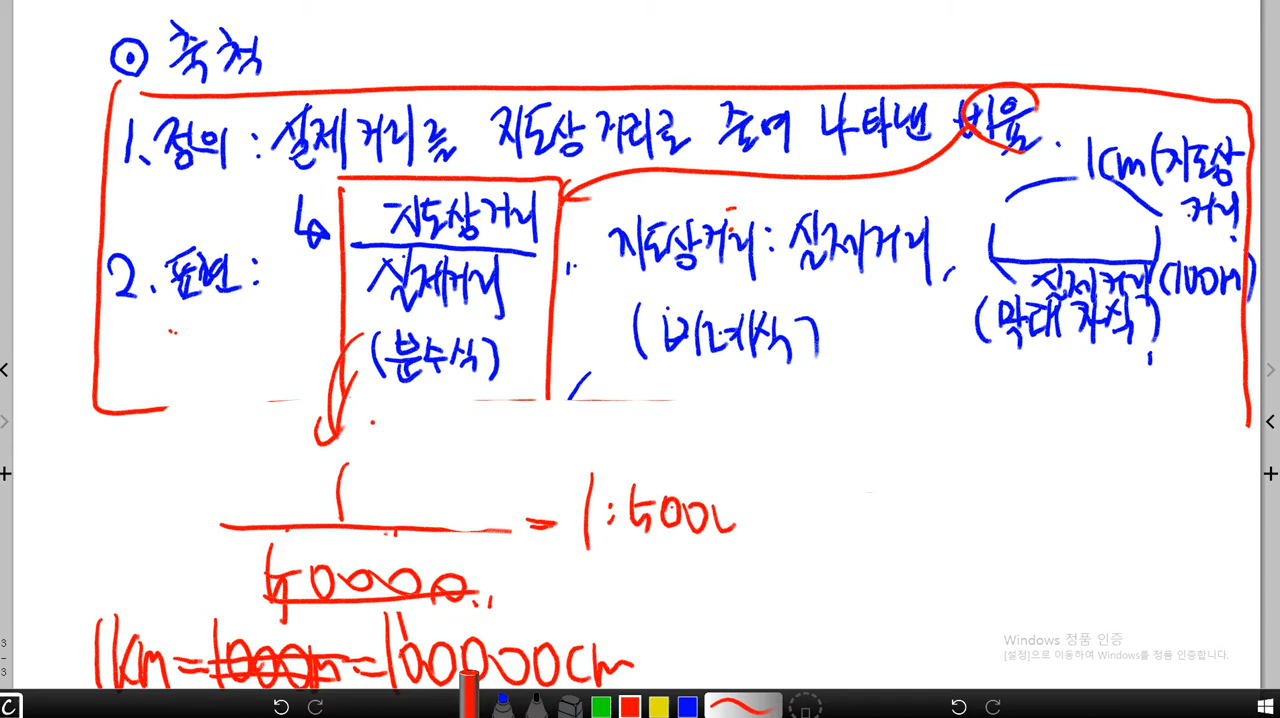 ⊙ 축척
1. 정의 : 실제거리를 지도상거리로 줄여 나타낸 비율.
1cm(지도상
거리)
2. 표현 : 지도상거리
실제거리
(분수식)
지도상거리 : 실제거리,
(비례식)
실제거리(100m)
(막대자식)
1
50000
= 1:5000
1km = 1000m = 100000cm
Windows 정품 인증
[설정]으로 이동하여 Windows를 정품 인증합니다.
3
3